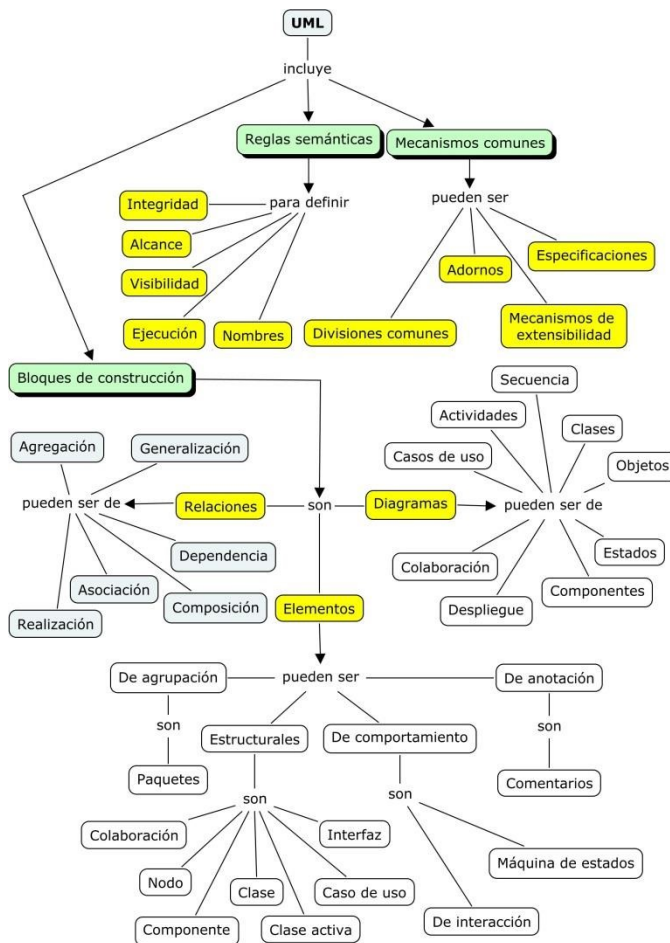 UML
incluye
Reglas semánticas
Mecanismos comunes
para definir
pueden ser
Integridad
Alcance
Visibilidad
Ejecución
Nombres
Especificaciones
Adornos
Divisiones comunes
Mecanismos de
extensibilidad
Bloques de construcción
Secuencia
Actividades
Clases
Casos de uso
Objetos
Agregación
Generalización
pueden ser de
Relaciones
son
Diagramas
pueden ser de
Dependencia
Asociación
Composición
Realización
Colaboración
Despliegue
Estados
Componentes
Elementos
pueden ser
De agrupación
son
Paquetes
De anotación
son
Comentarios
Estructurales
son
De comportamiento
son
Colaboración
Nodo
Componente
Clase
Clase activa
Caso de uso
Interfaz
Máquina de estados
De interacción